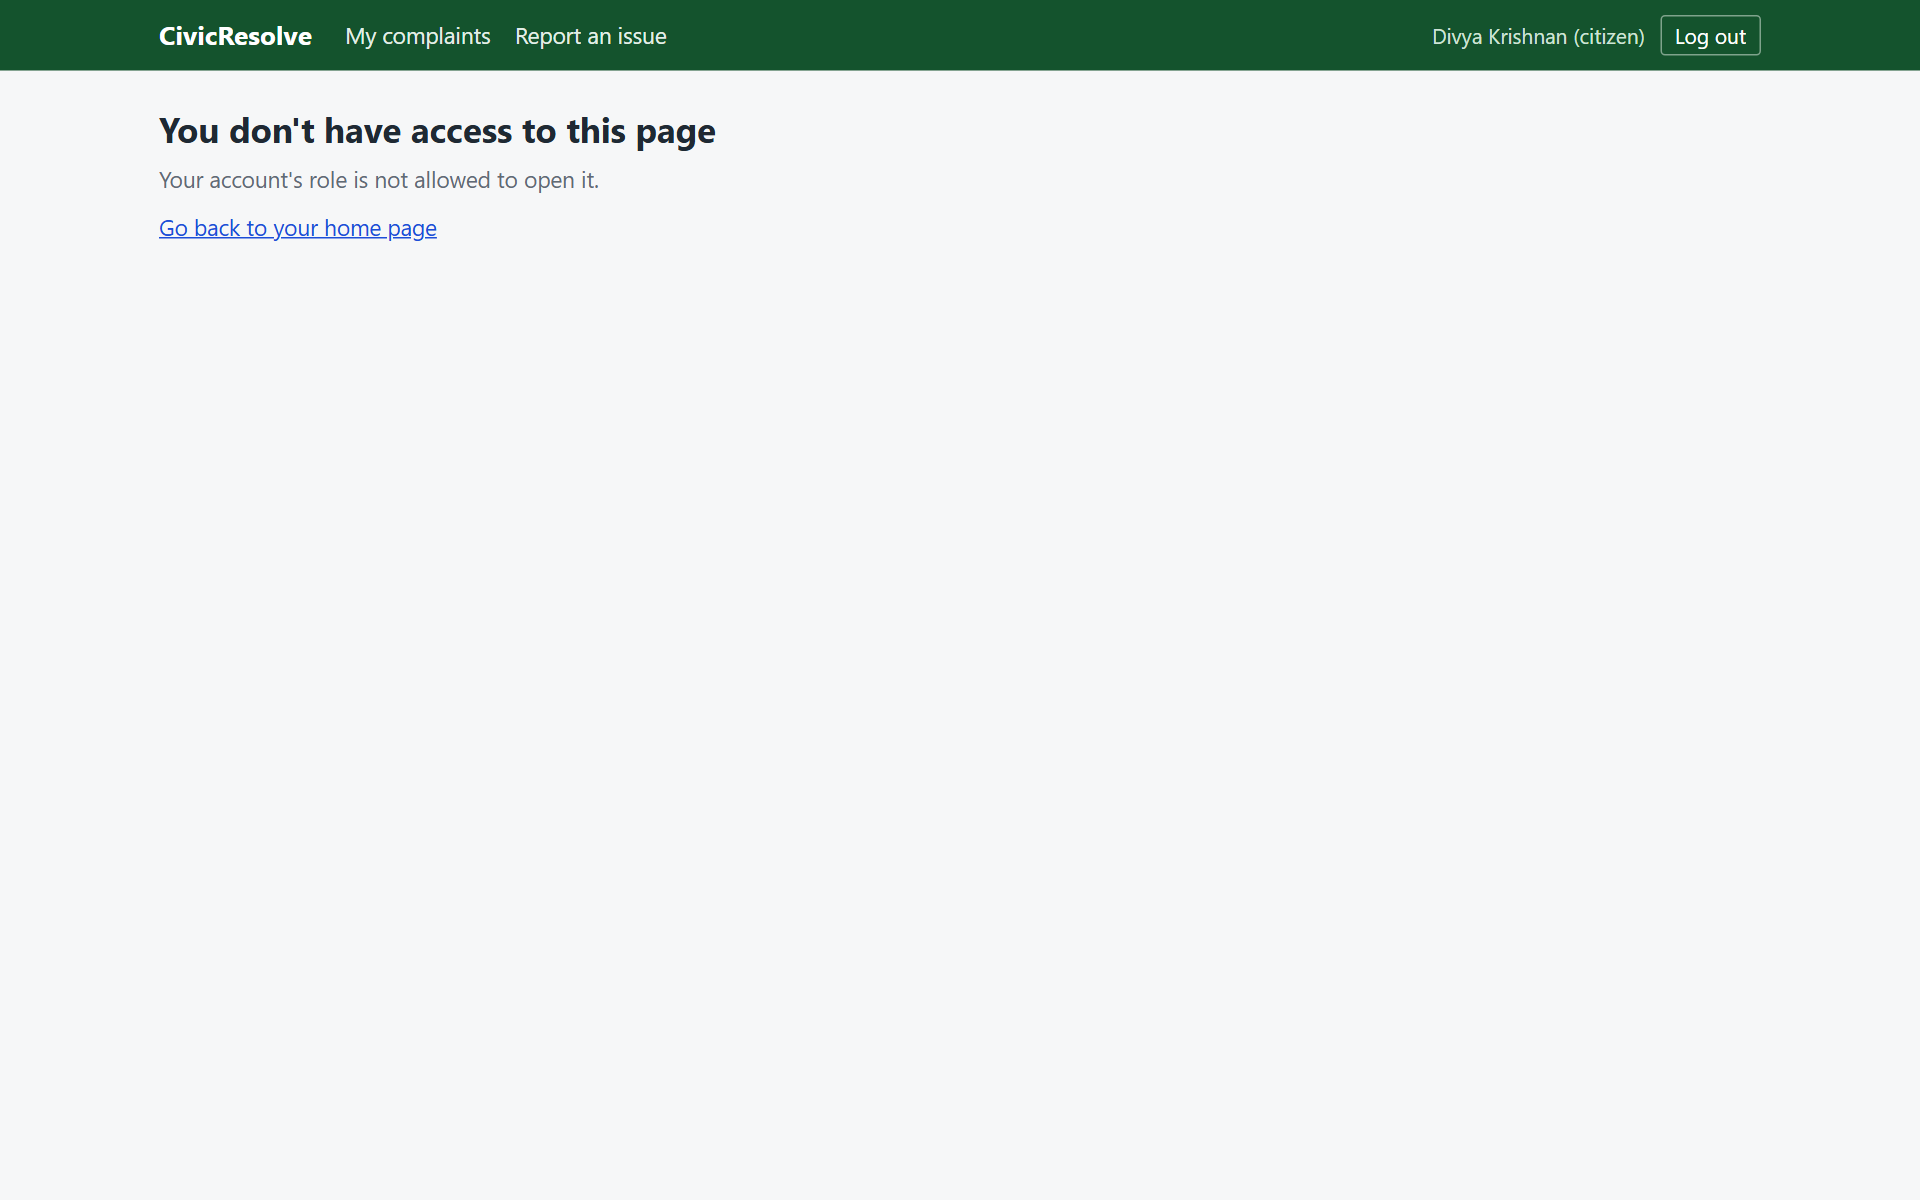 CivicResolve My complaints Report an issue Divya Krishnan (citizen) Log out
You don't have access to this page
Your account's role is not allowed to open it.
Go back to your home page